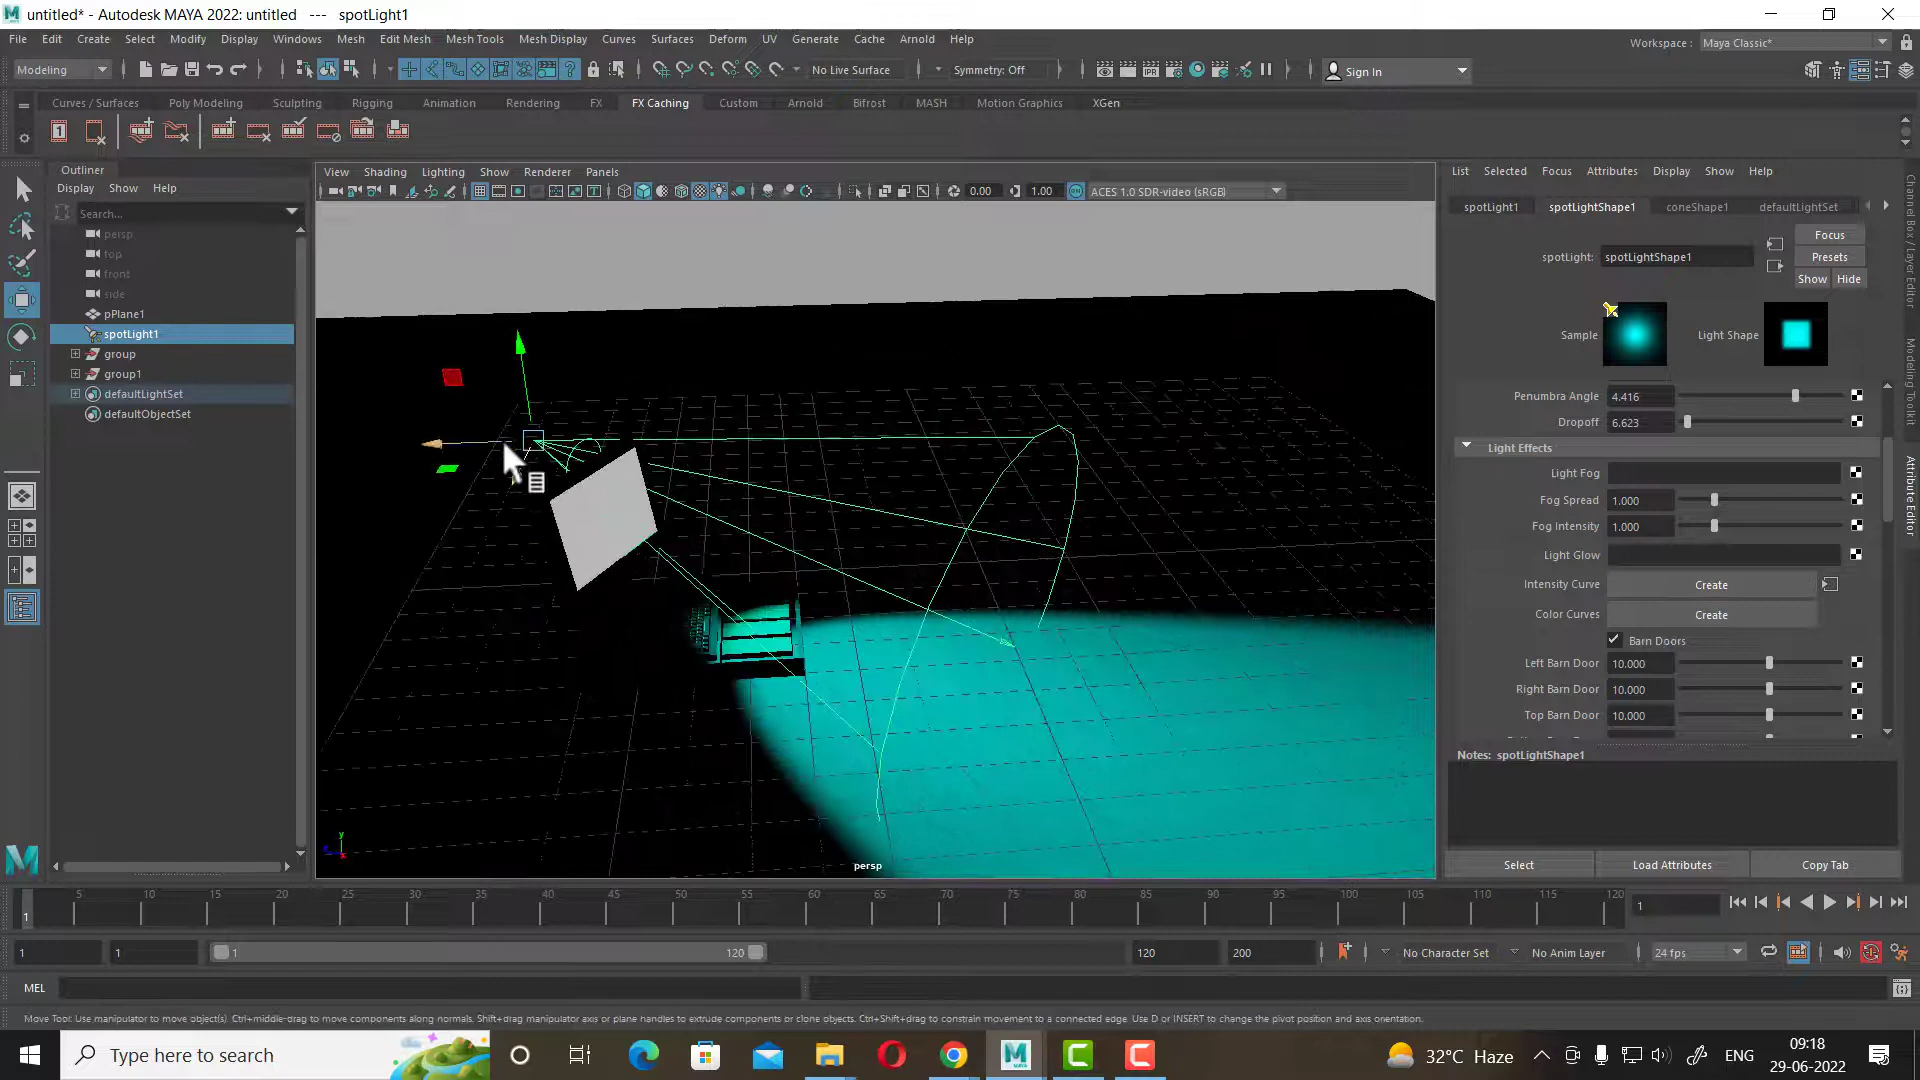 untitled* - Autodesk MAYA 2022: untitled --- spotLight1
File Edit Create Select Modify Display Windows Mesh Edit Mesh Mesh Tools Mesh Display Curves Surfaces Deform UV Generate Cache Arnold Help
Workspace : Maya Classic*
Modeling No Live Surface Symmetry: Off Sign In
Curves / Surfaces Poly Modeling Sculpting Rigging Animation Rendering FX FX Caching Custom Arnold Bifrost MASH Motion Graphics XGen
Outliner
Display Show Help
Search...
persp
top
front
side
pPlane1
spotLight1
group
group1
defaultLightSet
defaultObjectSet
View Shading Lighting Show Renderer Panels
IPR
0.00 1.00 ON ACES 1.0 SDR-video (sRGB)
persp
y
List Selected Focus Attributes Display Show Help
spotLight1 spotLightShape1 coneShape1 defaultLightSet
spotLight: spotLightShape1
Focus
Presets
Show Hide
Sample Light Shape
Penumbra Angle 4.416
Dropoff 6.623
Light Effects
Light Fog
Fog Spread 1.000
Fog Intensity 1.000
Light Glow
Intensity Curve Create
Color Curves Create
Barn Doors
Left Barn Door 10.000
Right Barn Door 10.000
Top Barn Door 10.000
Notes: spotLightShape1
Select Load Attributes Copy Tab
Channel Box / Layer Editor
Modeling Toolkit
Attribute Editor
5 10 15 20 25 30 35 40 45 50 55 60 65 70 75 80 85 90 95 100 105 110 115 120
1 1
1 1 1 120 120 200 No Character Set No Anim Layer 24 fps
MEL
Move Tool: Use manipulator to move object(s). Ctrl+middle-drag to move components along normals. Shift+drag manipulator axis or plane handles to extrude components or clone objects. Ctrl+Shift+drag to constrain movement to a connected edge. Use D or INSERT to change the pivot position and axis orientation.
Type here to search
32°C Haze
ENG
09:18
29-06-2022